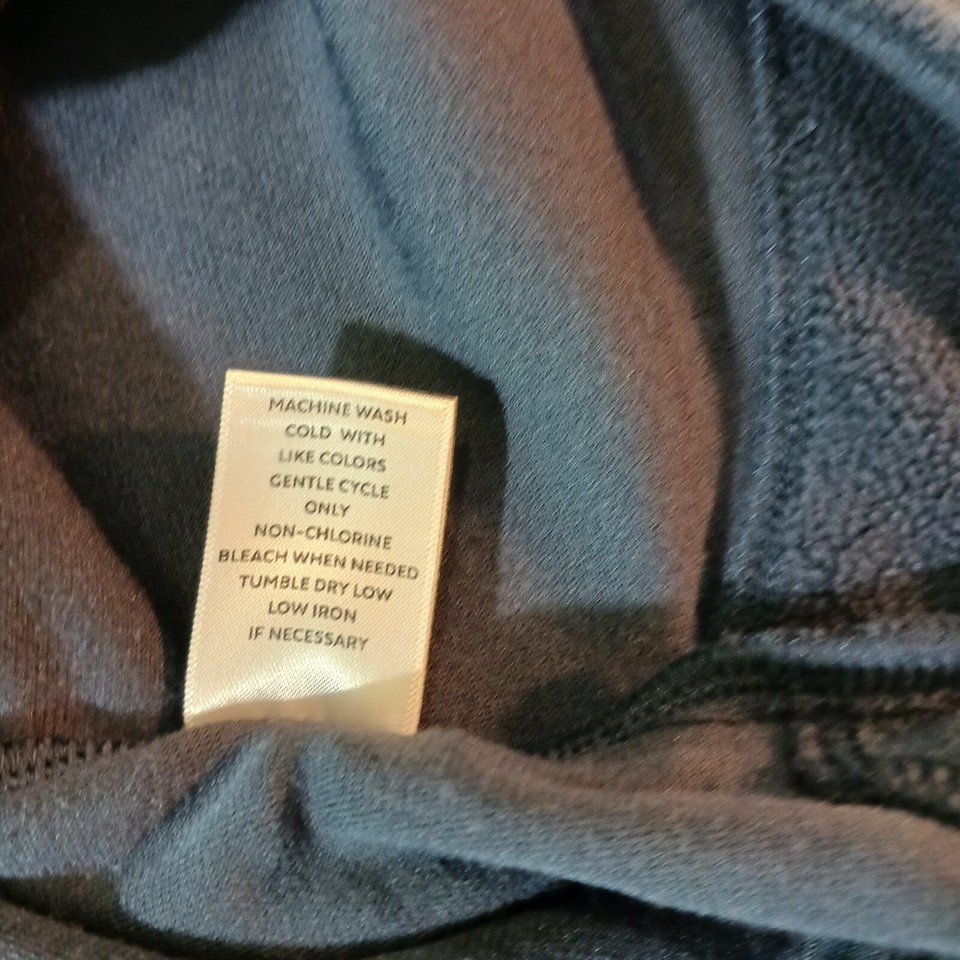 MACHINE WASH
COLD WITH
LIKE COLORS
GENTLE CYCLE
ONLY
NON-CHLORINE
BLEACH WHEN NEEDED
TUMBLE DRY LOW
LOW IRON
IF NECESSARY